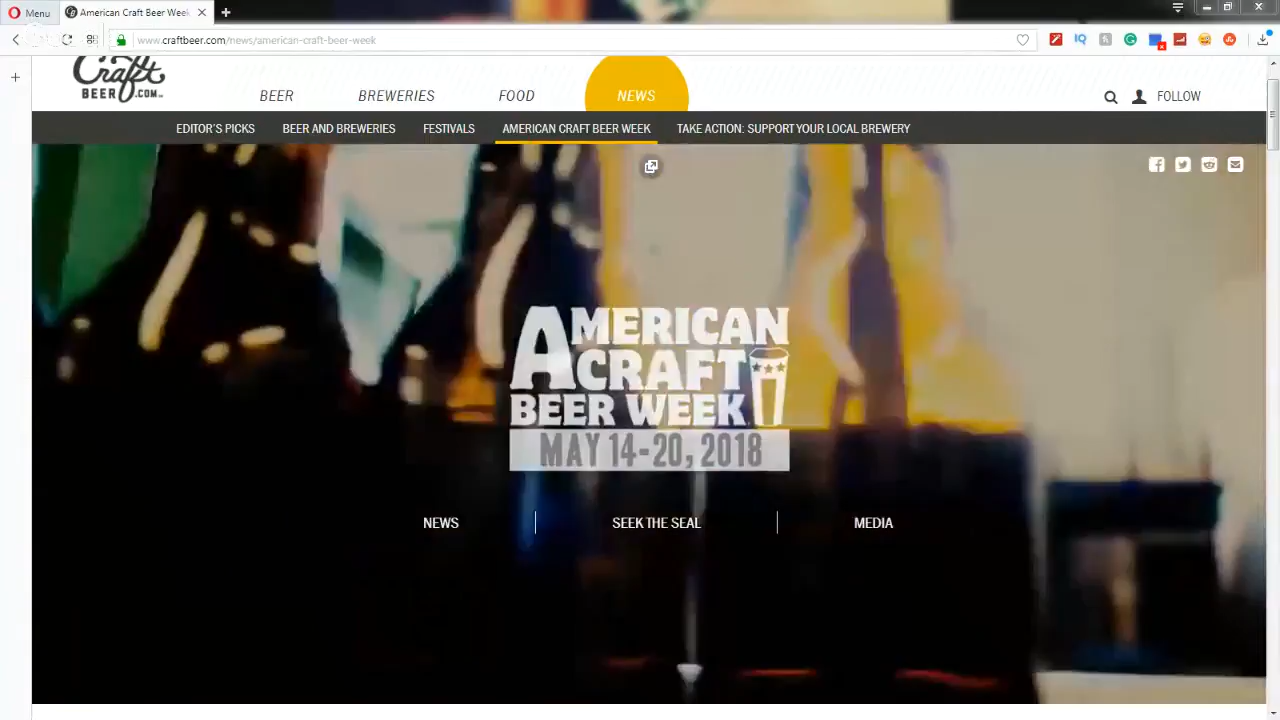 Menu
American Craft Beer Week
www.craftbeer.com/news/american-craft-beer-week
Craft
BEER.COM
BEER
BREWERIES
FOOD
NEWS
FOLLOW
EDITOR'S PICKS
BEER AND BREWERIES
FESTIVALS
AMERICAN CRAFT BEER WEEK
TAKE ACTION: SUPPORT YOUR LOCAL BREWERY
AMERICAN
CRAFT
BEER WEEK
MAY 14-20, 2018
NEWS
SEEK THE SEAL
MEDIA